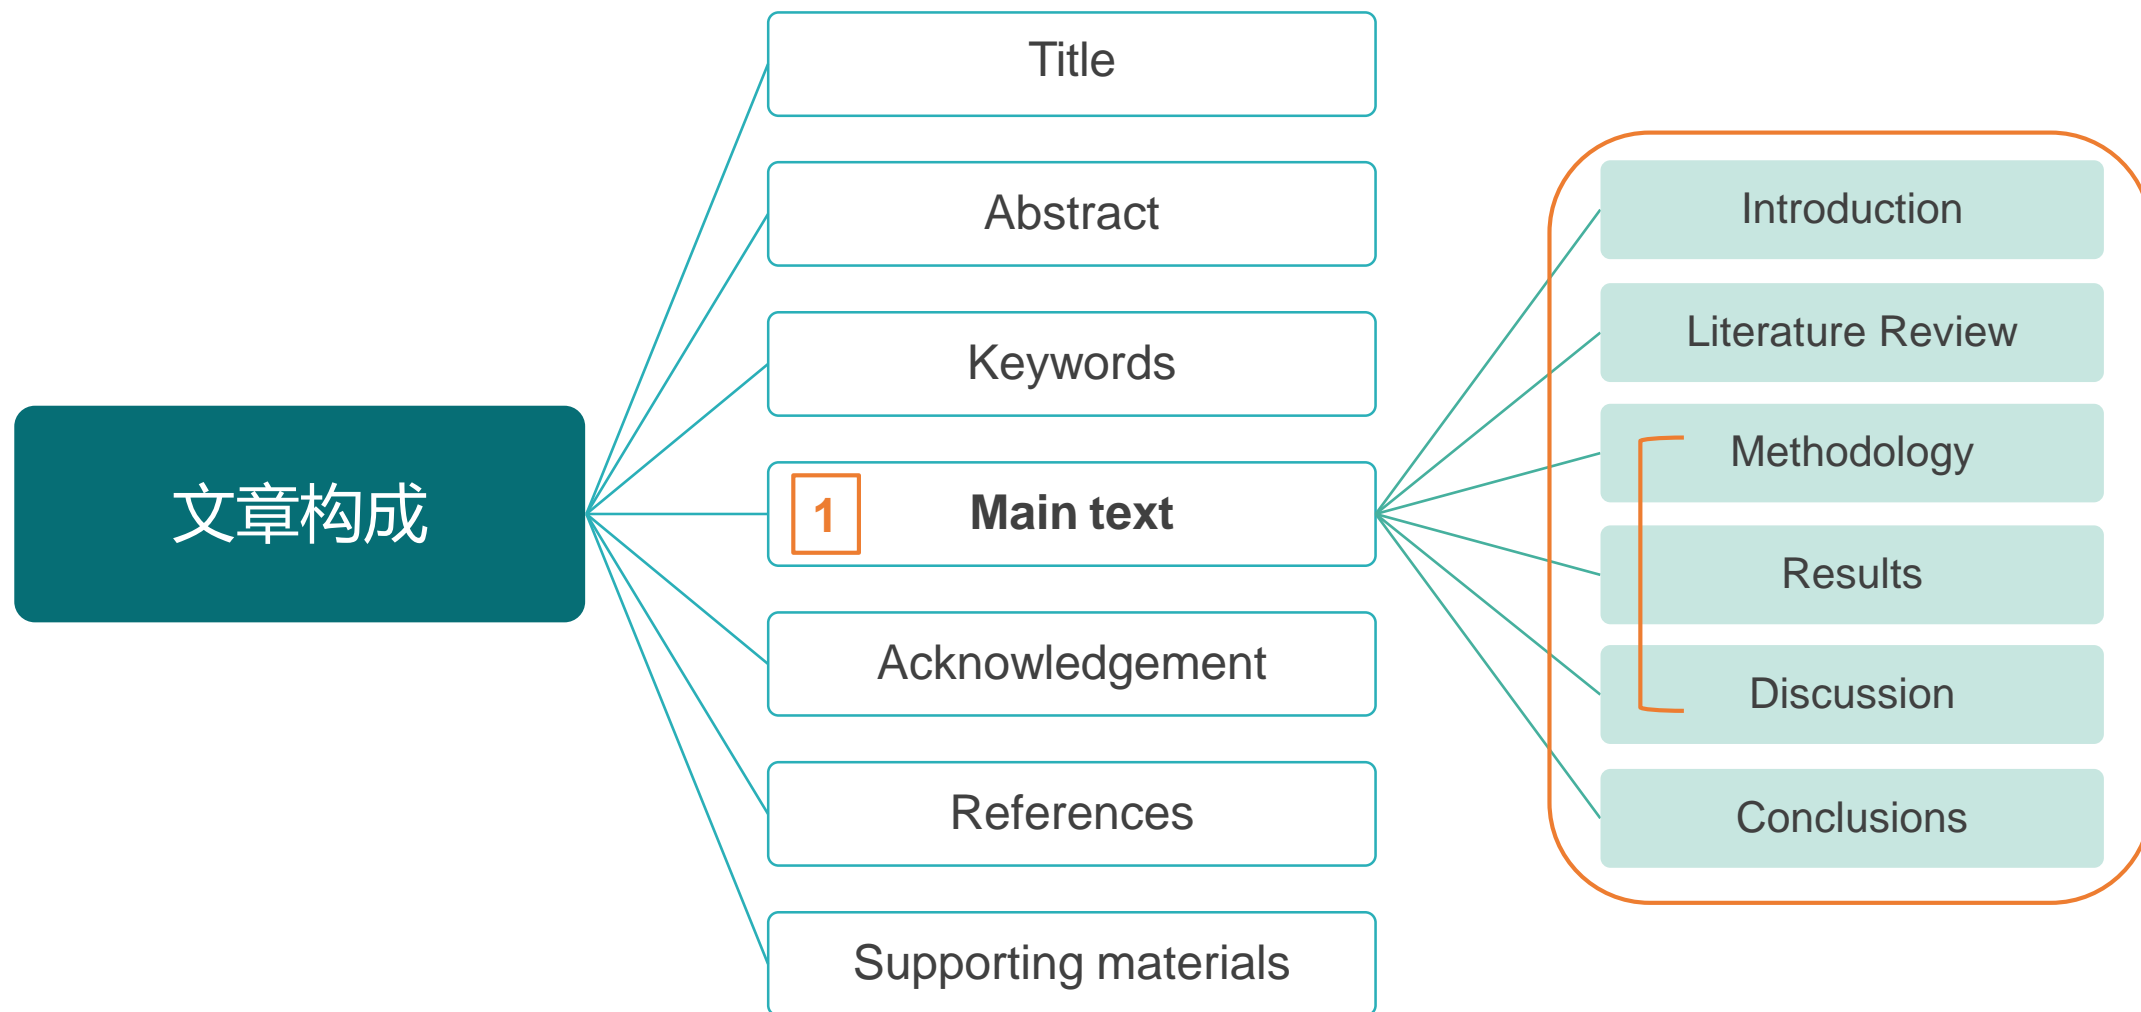 文章构成
Title
Abstract
Keywords
1
Main text
Acknowledgement
References
Supporting materials
Introduction
Literature Review
Methodology
Results
Discussion
Conclusions